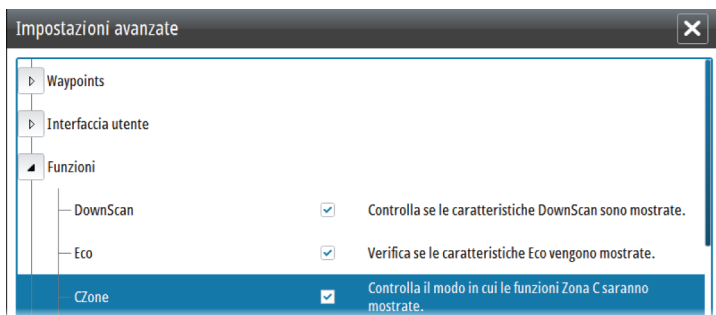 Impostazioni avanzate
Waypoints
Interfaccia utente
Funzioni
DownScan Controlla se le caratteristiche DownScan sono mostrate.
Eco Verifica se le caratteristiche Eco vengono mostrate.
CZone Controlla il modo in cui le funzioni Zona C saranno
mostrate.